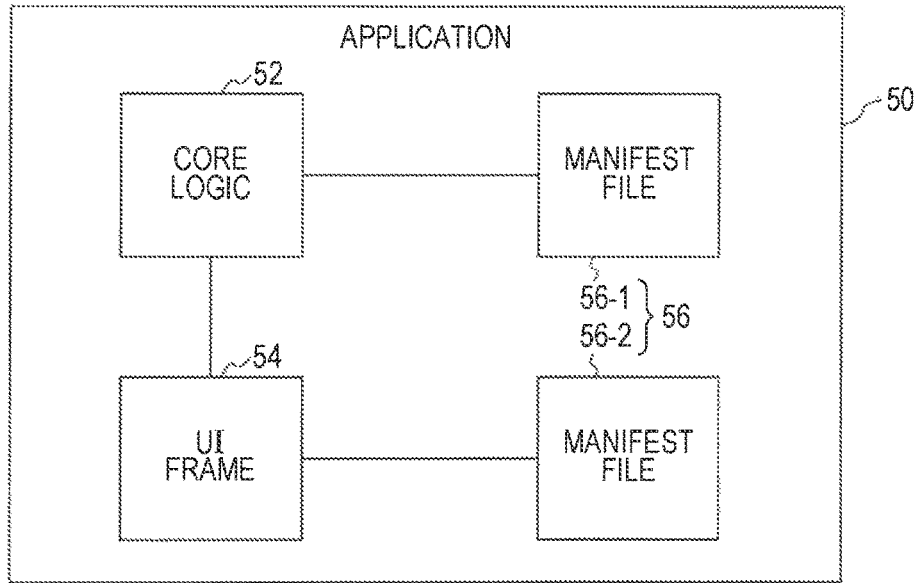 APPLICATION
52
50
CORE
LOGIC
MANIFEST
FILE
56-1
56-2
56
54
UI
FRAME
MANIFEST
FILE